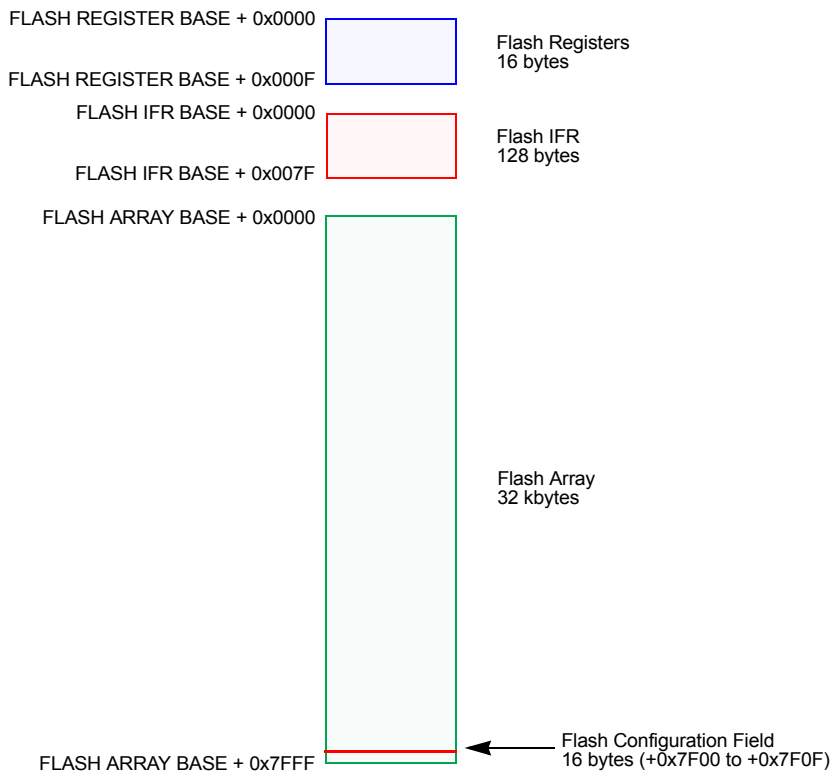 FLASH REGISTER BASE + 0x0000
Flash Registers
16 bytes
FLASH REGISTER BASE + 0x000F
FLASH IFR BASE + 0x0000
Flash IFR
128 bytes
FLASH IFR BASE + 0x007F
FLASH ARRAY BASE + 0x0000
Flash Array
32 kbytes
Flash Configuration Field
16 bytes (+0x7F00 to +0x7F0F)
FLASH ARRAY BASE + 0x7FFF